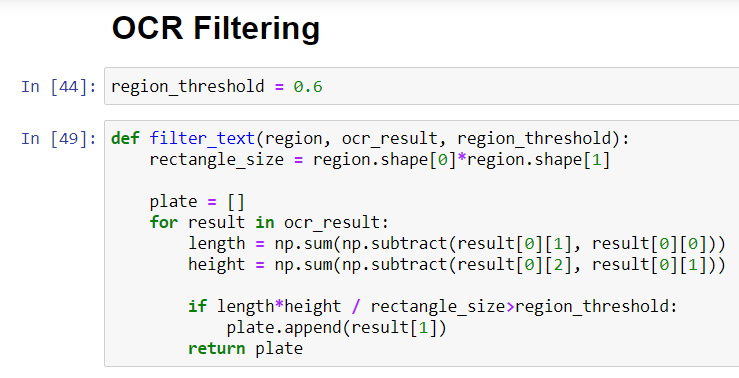 OCR Filtering
In [44]: region_threshold = 0.6
In [49]: def filter_text(region, ocr_result, region_threshold):
    rectangle_size = region.shape[0]*region.shape[1]

    plate = []
    for result in ocr_result:
        length = np.sum(np.subtract(result[0][1], result[0][0]))
        height = np.sum(np.subtract(result[0][2], result[0][1]))

        if length*height / rectangle_size>region_threshold:
            plate.append(result[1])
        return plate